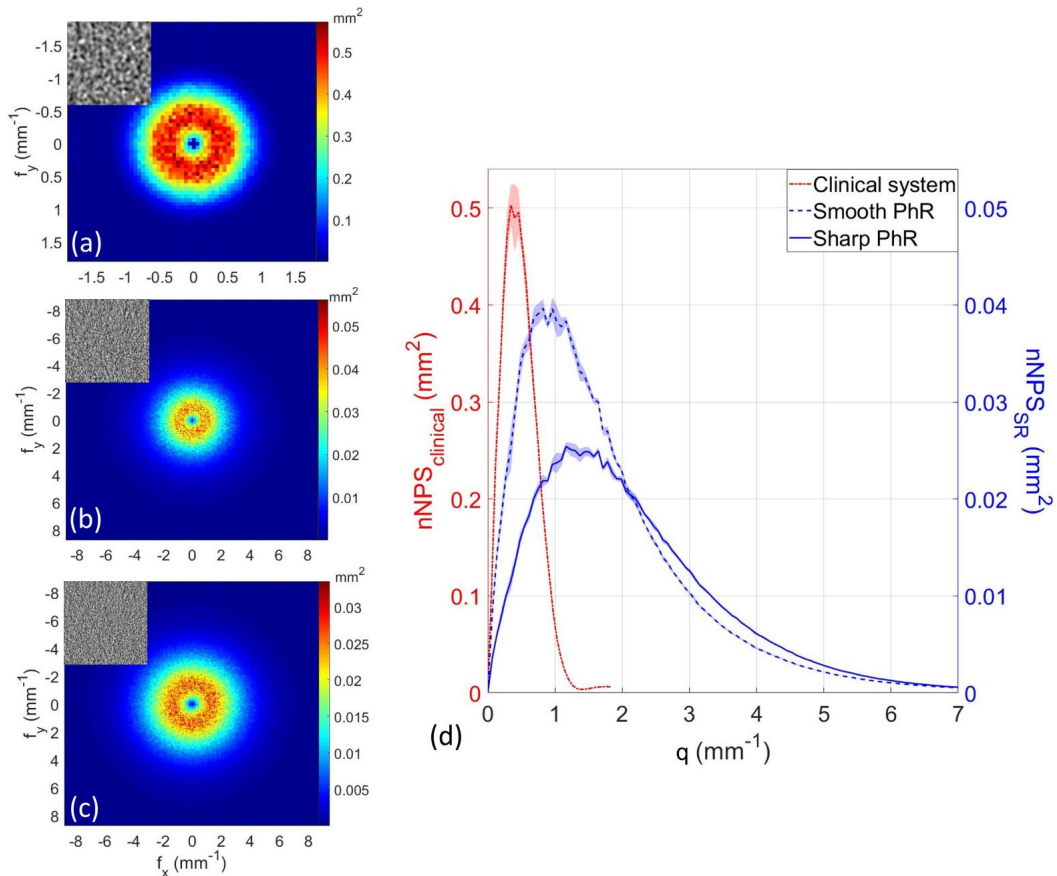 mm2
-1.5
-1
-0.5
0
0.5
1
1.5
fy (mm-1)
0.5
0.4
0.3
0.2
0.1
(a)
-1.5 -1 -0.5 0 0.5 1 1.5
mm2
-8
-6
-4
-2
0
2
4
6
8
fy (mm-1)
0.05
0.04
0.03
0.02
0.01
(b)
-8 -6 -4 -2 0 2 4 6 8
mm2
-8
-6
-4
-2
0
2
4
6
8
fy (mm-1)
0.03
0.025
0.02
0.015
0.01
0.005
(c)
-8 -6 -4 -2 0 2 4 6 8
fx (mm-1)
Clinical system
Smooth PhR
Sharp PhR
0.5
0.4
0.3
0.2
0.1
0
nNPSclinical (mm2)
0.05
0.04
0.03
0.02
0.01
0
nNPSSR (mm2)
0 1 2 3 4 5 6 7
(d)
q (mm-1)